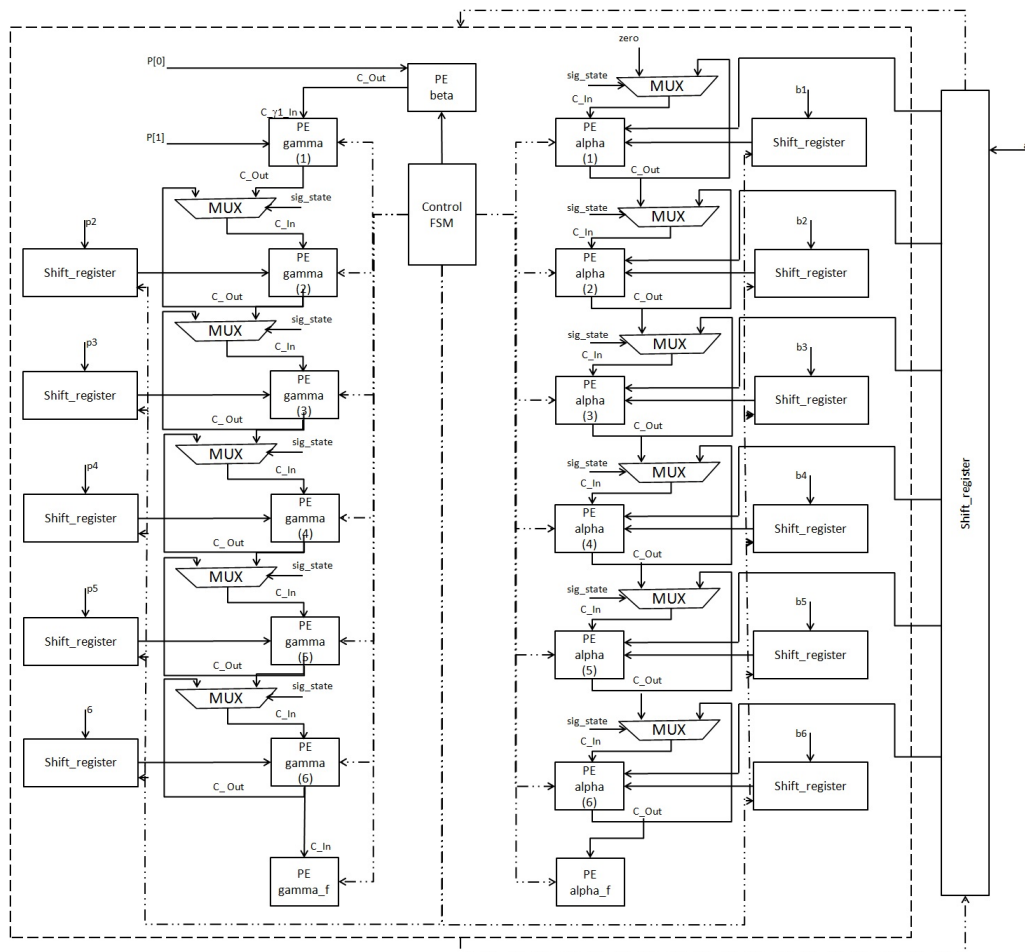 zero
P[0]
C_Out
PE
beta
sig_state
MUX
C_In
b1
C_γ1_In
P[1]
PE
gamma
(1)
PE
alpha
(1)
Shift_register
C_Out
C_Out
MUX
sig_state
Control
FSM
sig_state
MUX
p2
C_In
C_In
b2
Shift_register
PE
gamma
(2)
PE
alpha
(2)
Shift_register
C_Out
C_Out
MUX
sig_state
sig_state
MUX
p3
C_In
C_In
b3
Shift_register
PE
gamma
(3)
PE
alpha
(3)
Shift_register
C_Out
C_Out
MUX
sig_state
sig_state
MUX
p4
C_In
C_In
b4
Shift_register
PE
gamma
(4)
PE
alpha
(4)
Shift_register
Shift_register
C_Out
C_Out
MUX
sig_state
sig_state
MUX
p5
C_In
C_In
b5
Shift_register
PE
gamma
(5)
PE
alpha
(5)
Shift_register
C_Out
C_Out
MUX
sig_state
sig_state
MUX
6
C_In
C_In
b6
Shift_register
PE
gamma
(6)
PE
alpha
(6)
Shift_register
C_Out
C_Out
C_In
PE
gamma_f
PE
alpha_f